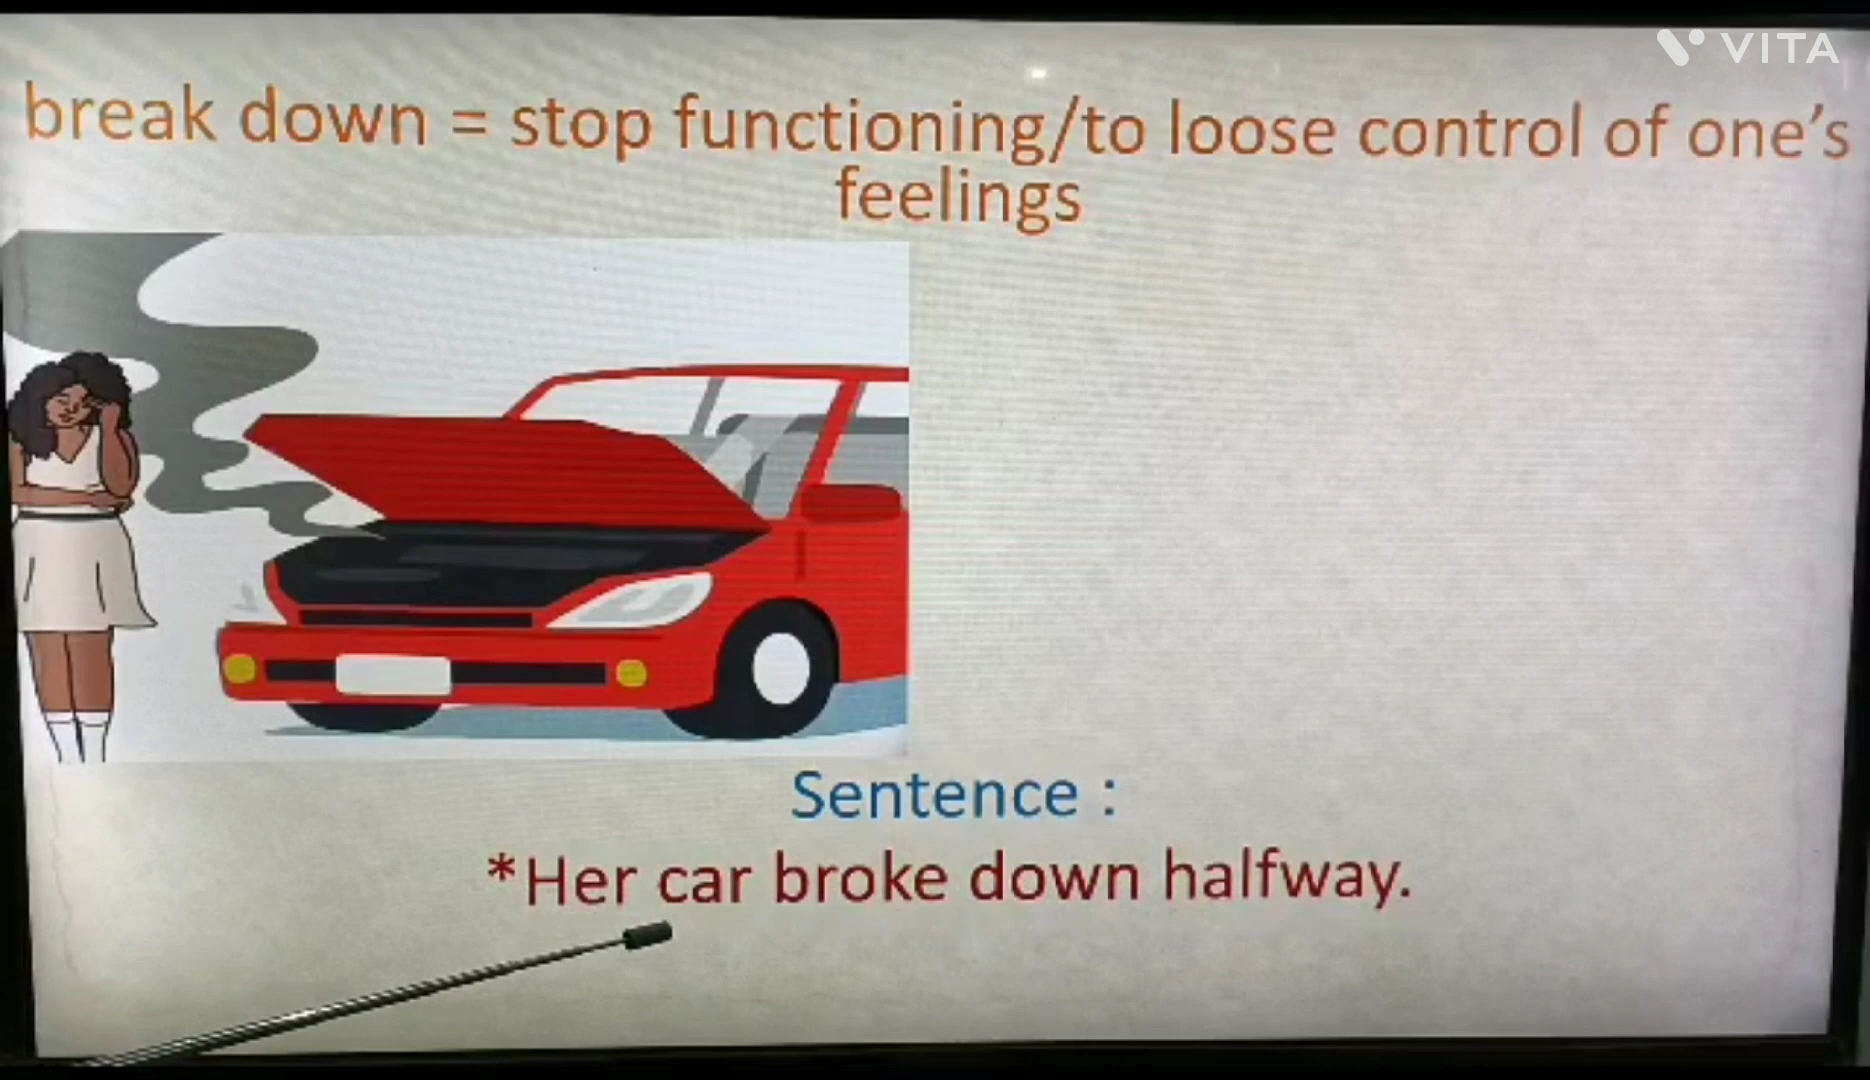 VITA
break down = stop functioning/to loose control of one's
feelings
Sentence :
*Her car broke down halfway.